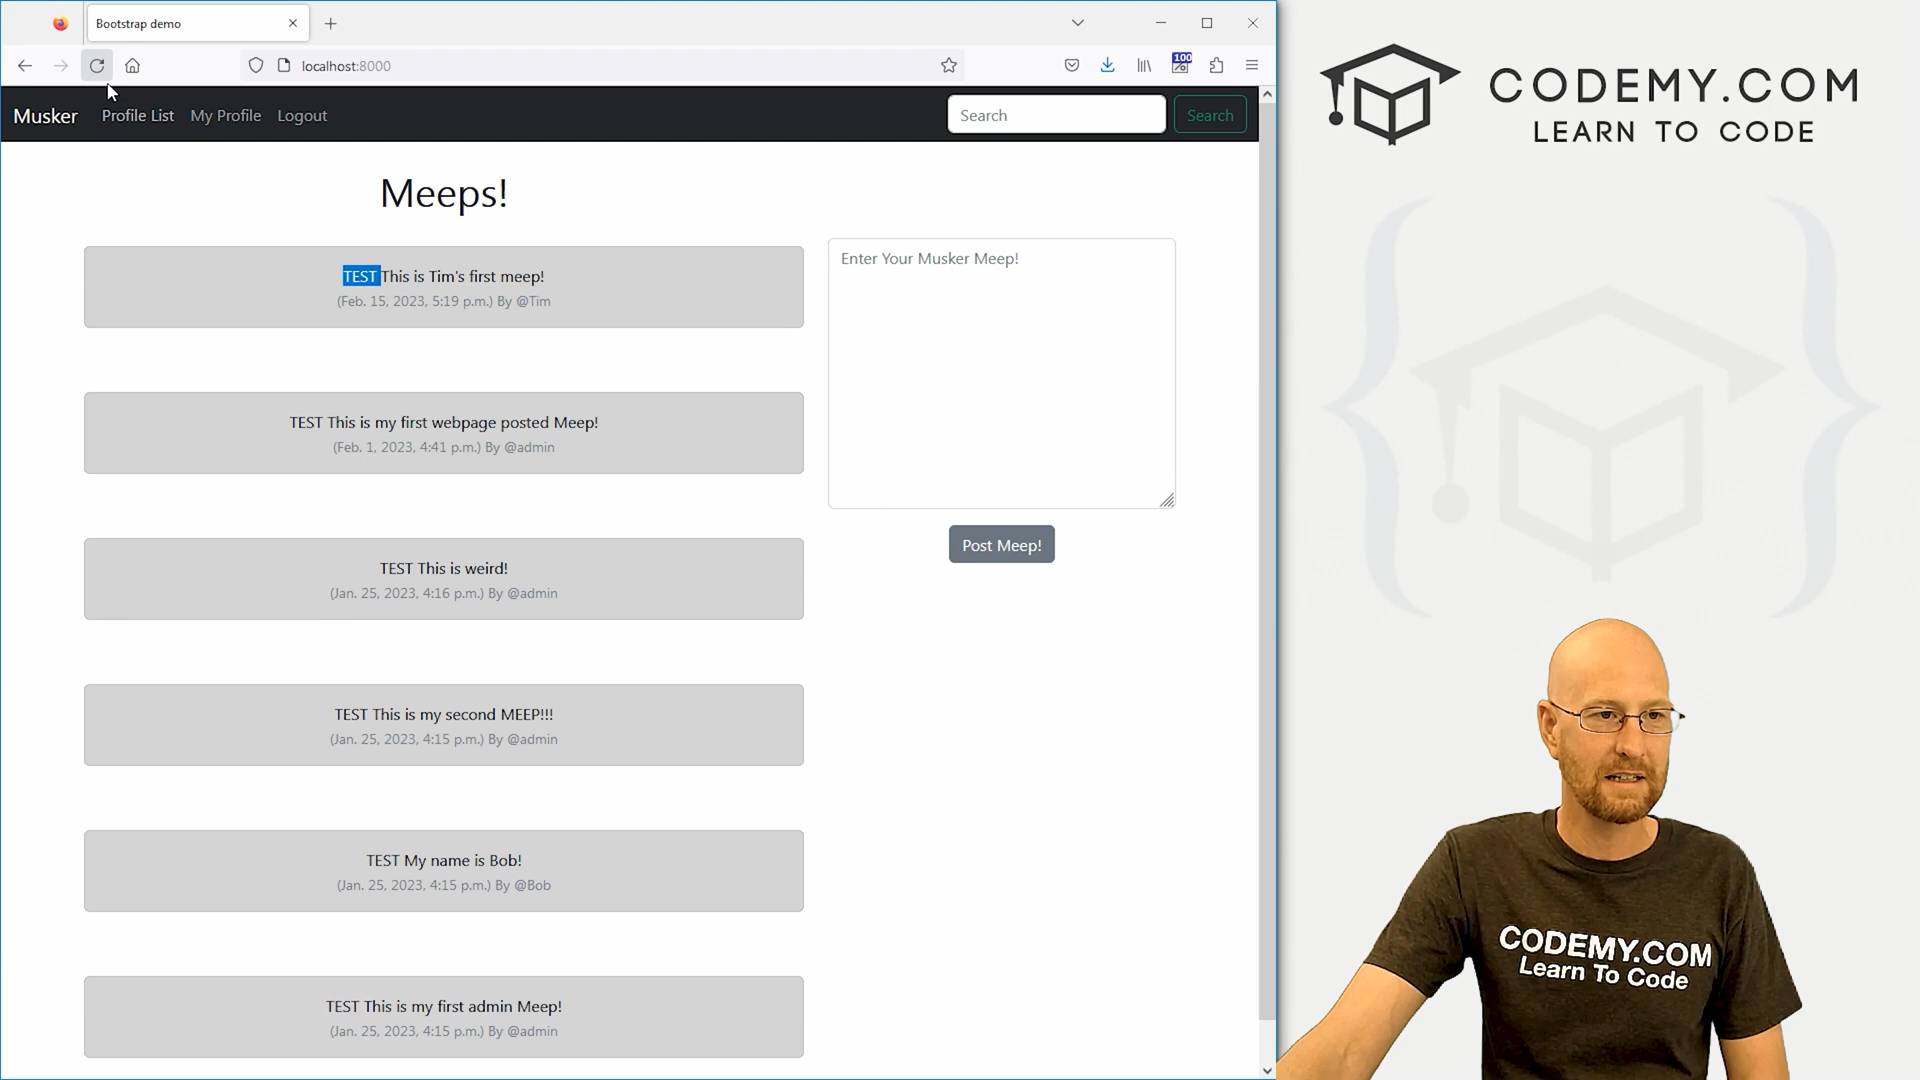 Bootstrap demo
localhost:8000
100
Musker
Profile List
My Profile
Logout
Search
Search
CODEMY.COM
LEARN TO CODE
Meeps!
TEST This is Tim's first meep!
(Feb. 15, 2023, 5:19 p.m.) By @Tim
Enter Your Musker Meep!
TEST This is my first webpage posted Meep!
(Feb. 1, 2023, 4:41 p.m.) By @admin
Post Meep!
TEST This is weird!
(Jan. 25, 2023, 4:16 p.m.) By @admin
TEST This is my second MEEP!!!
(Jan. 25, 2023, 4:15 p.m.) By @admin
TEST My name is Bob!
(Jan. 25, 2023, 4:15 p.m.) By @Bob
TEST This is my first admin Meep!
(Jan. 25, 2023, 4:15 p.m.) By @admin
CODEMY.COM
Learn To Code